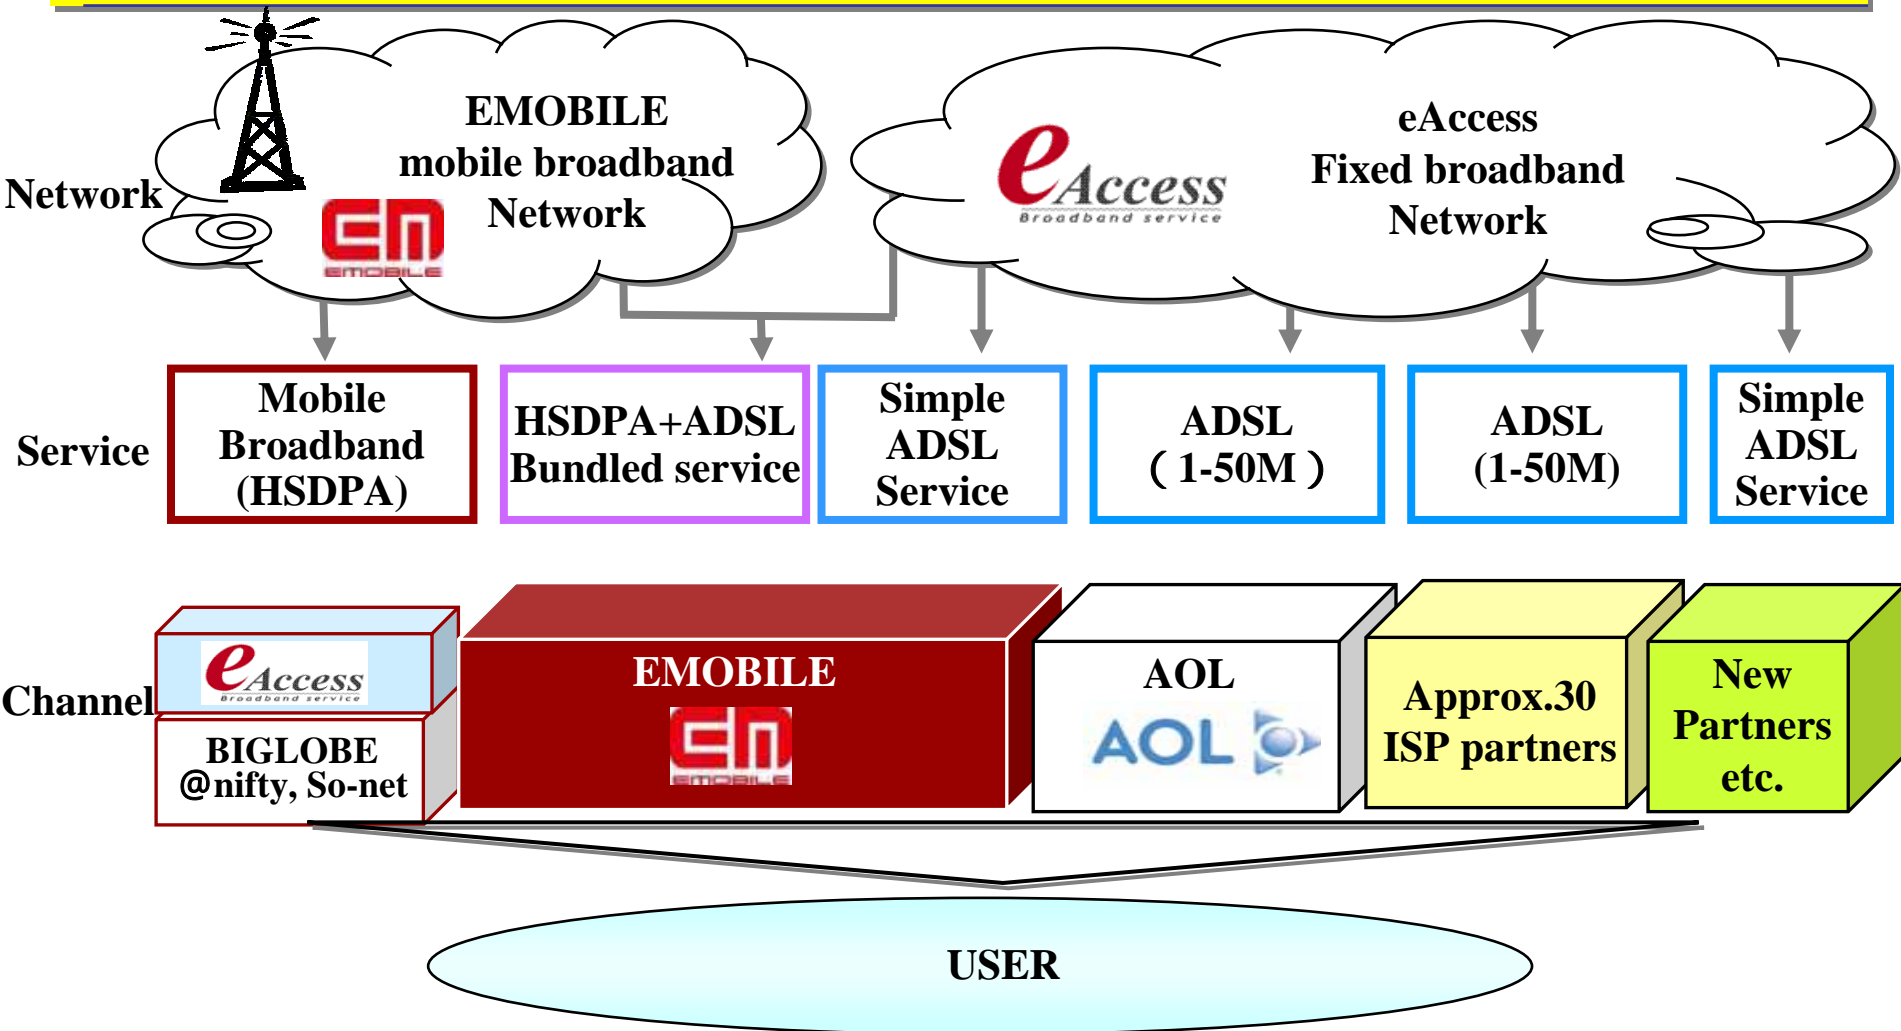 EMOBILE
mobile broadband
Network
EMOBILE
eAccess
Broadband service
eAccess
Fixed broadband
Network
Network
Service
Mobile
Broadband
(HSDPA)
HSDPA+ADSL
Bundled service
Simple
ADSL
Service
ADSL
（1-50M）
ADSL
(1-50M)
Simple
ADSL
Service
Channel
eAccess
Broadband service
BIGLOBE
@nifty, So-net
EMOBILE
EMOBILE
AOL
AOL
Approx.30
ISP partners
New
Partners
etc.
USER